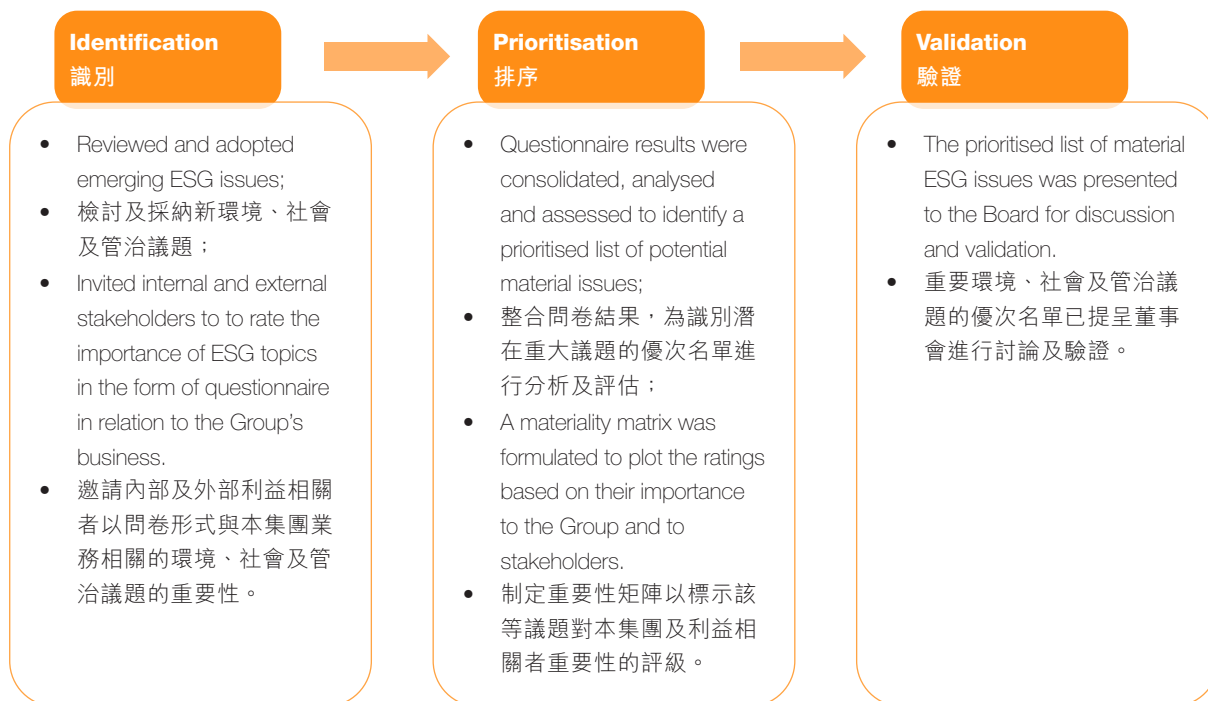 Identification
識別
• Reviewed and adopted
emerging ESG issues;
• 檢討及採納新環境、社會
及管治議題；
• Invited internal and external
stakeholders to to rate the
importance of ESG topics
in the form of questionnaire
in relation to the Group's
business.
• 邀請內部及外部利益相關
者以問卷形式與本集團業
務相關的環境、社會及管
治議題的重要性。
Prioritisation
排序
• Questionnaire results were
consolidated, analysed
and assessed to identify a
prioritised list of potential
material issues;
• 整合問卷結果，為識別潛
在重大議題的優次名單進
行分析及評估；
• A materiality matrix was
formulated to plot the ratings
based on their importance
to the Group and to
stakeholders.
• 制定重要性矩陣以標示該
等議題對本集團及利益相
關者重要性的評級。
Validation
驗證
• The prioritised list of material
ESG issues was presented
to the Board for discussion
and validation.
• 重要環境、社會及管治議
題的優次名單已提呈董事
會進行討論及驗證。